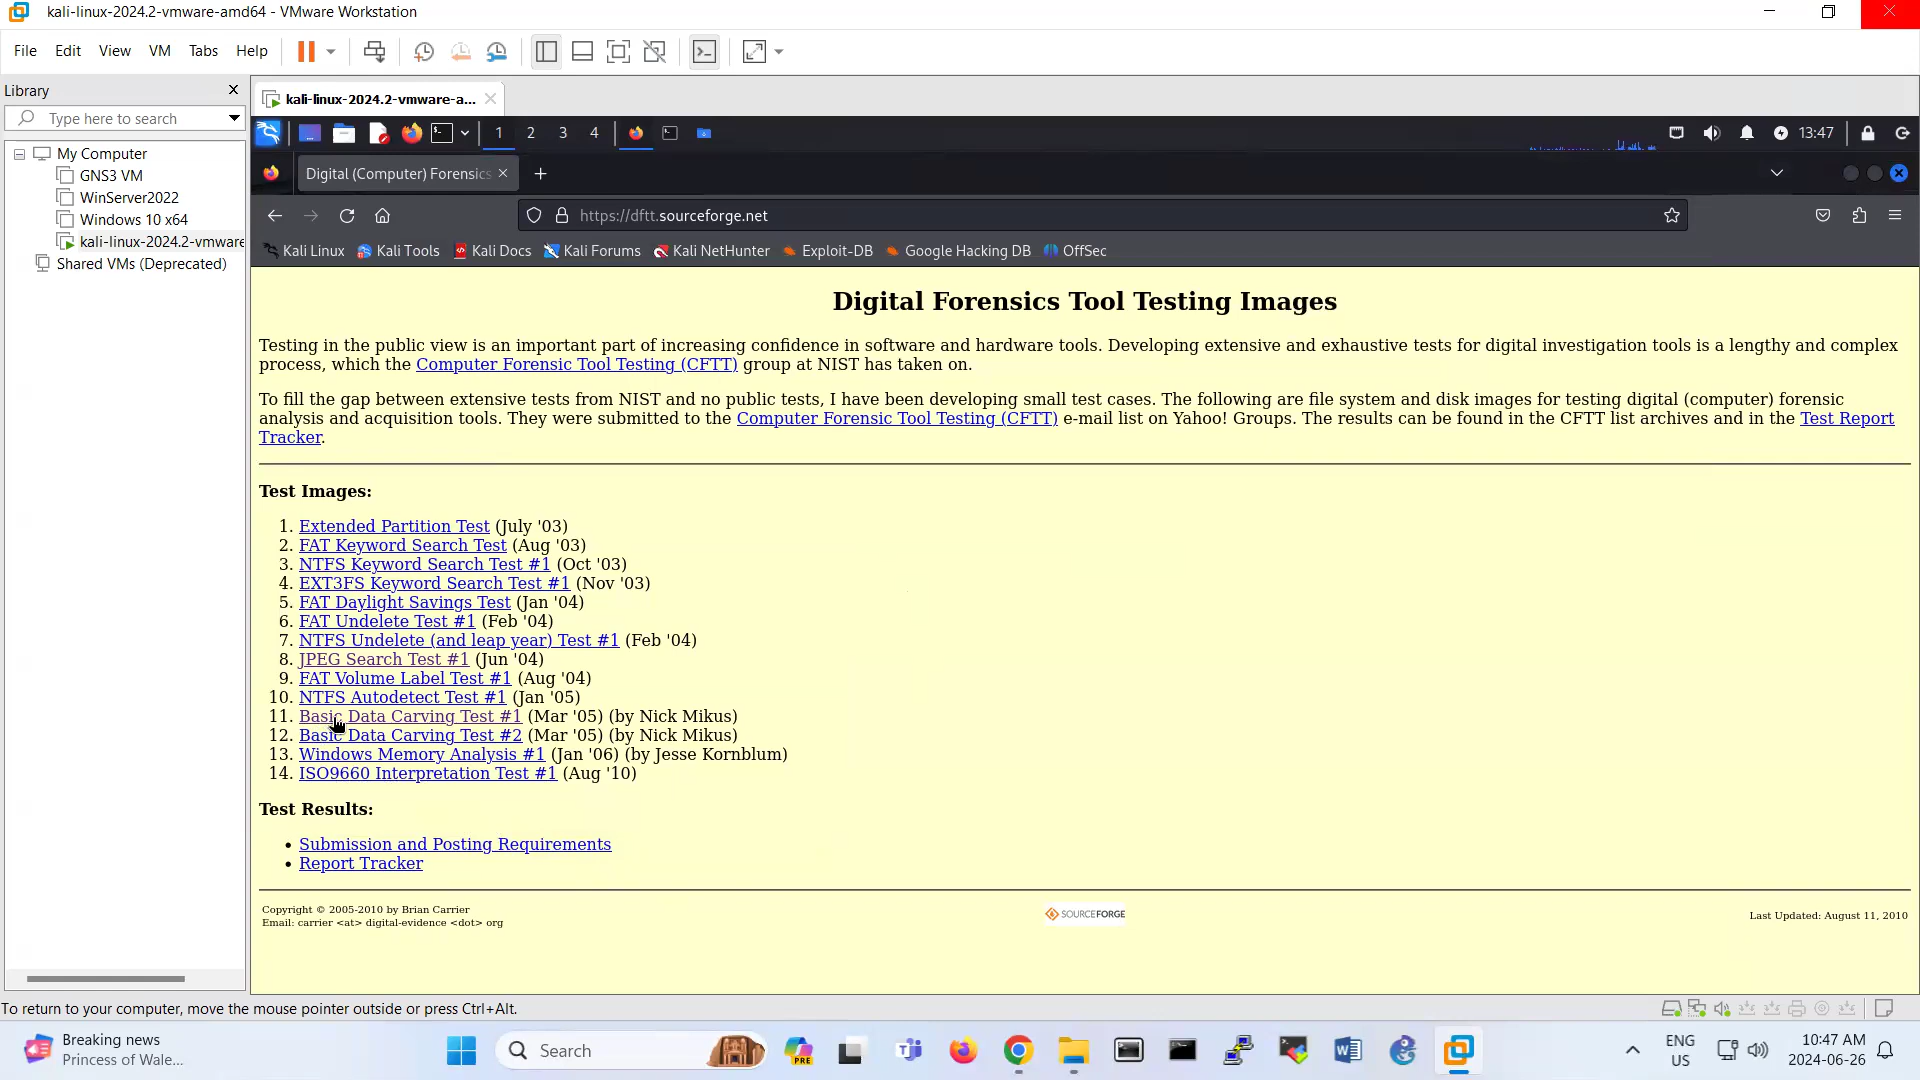 kali-linux-2024.2-vmware-amd64 - VMware Workstation
File Edit View VM Tabs Help
Library
kali-linux-2024.2-vmware-a...
Type here to search
1 2 3 4
13:47
My Computer
GNS3 VM
WinServer2022
Windows 10 x64
kali-linux-2024.2-vmware
Shared VMs (Deprecated)
Digital (Computer) Forensics
https://dftt.sourceforge.net
Kali Linux Kali Tools Kali Docs Kali Forums Kali NetHunter Exploit-DB Google Hacking DB OffSec
Digital Forensics Tool Testing Images
Testing in the public view is an important part of increasing confidence in software and hardware tools. Developing extensive and exhaustive tests for digital investigation tools is a lengthy and complex
process, which the Computer Forensic Tool Testing (CFTT) group at NIST has taken on.
To fill the gap between extensive tests from NIST and no public tests, I have been developing small test cases. The following are file system and disk images for testing digital (computer) forensic
analysis and acquisition tools. They were submitted to the Computer Forensic Tool Testing (CFTT) e-mail list on Yahoo! Groups. The results can be found in the CFTT list archives and in the Test Report
Tracker.
Test Images:
1. Extended Partition Test (July '03)
2. FAT Keyword Search Test (Aug '03)
3. NTFS Keyword Search Test #1 (Oct '03)
4. EXT3FS Keyword Search Test #1 (Nov '03)
5. FAT Daylight Savings Test (Jan '04)
6. FAT Undelete Test #1 (Feb '04)
7. NTFS Undelete (and leap year) Test #1 (Feb '04)
8. JPEG Search Test #1 (Jun '04)
9. FAT Volume Label Test #1 (Aug '04)
10. NTFS Autodetect Test #1 (Jan '05)
11. Basic Data Carving Test #1 (Mar '05) (by Nick Mikus)
12. Basic Data Carving Test #2 (Mar '05) (by Nick Mikus)
13. Windows Memory Analysis #1 (Jan '06) (by Jesse Kornblum)
14. ISO9660 Interpretation Test #1 (Aug '10)
Test Results:
• Submission and Posting Requirements
• Report Tracker
Copyright © 2005-2010 by Brian Carrier
Email: carrier <at> digital-evidence <dot> org
SOURCEFORGE
Last Updated: August 11, 2010
To return to your computer, move the mouse pointer outside or press Ctrl+Alt.
Breaking news
Princess of Wale...
Search
PRE
ENG
US
10:47 AM
2024-06-26